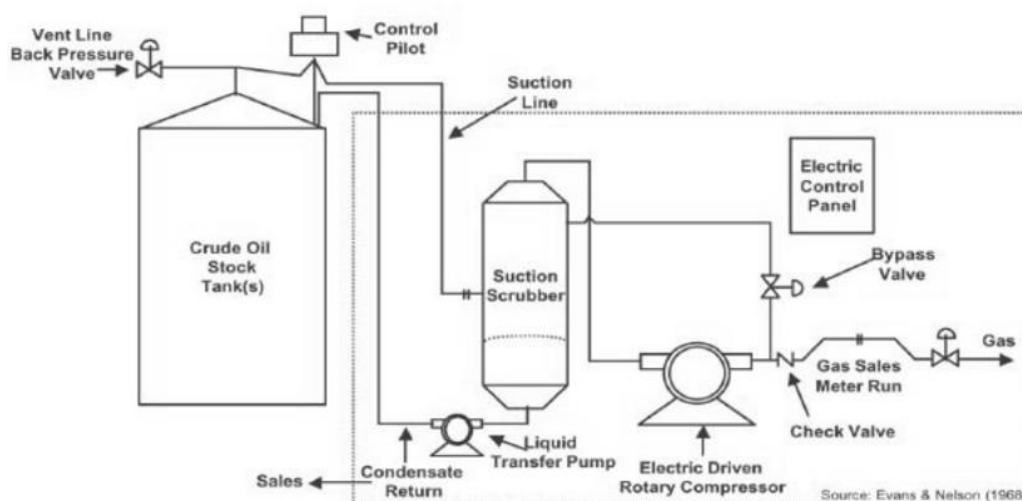 Vent Line
Back Pressure
Valve
Control
Pilot
Suction
Line
Electric
Control
Panel
Crude Oil
Stock
Tank(s)
Suction
Scrubber
Bypass
Valve
Gas
Gas Sales
Meter Run
Check Valve
Liquid
Transfer Pump
Electric Driven
Rotary Compressor
Sales
Condensate
Return
Source: Evans & Nelson (1968